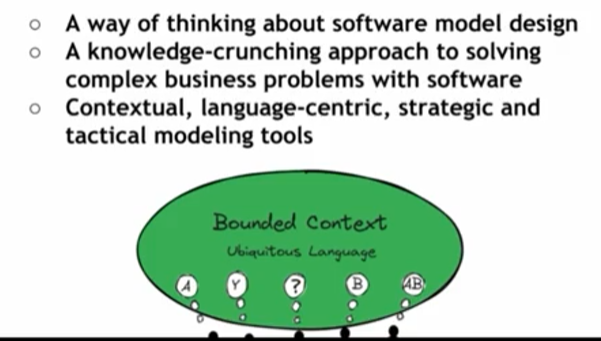 A way of thinking about software model design
A knowledge-crunching approach to solving
complex business problems with software
Contextual, language-centric, strategic and
tactical modeling tools
Bounded Context
Ubiquitous Language
A Y ? B AB